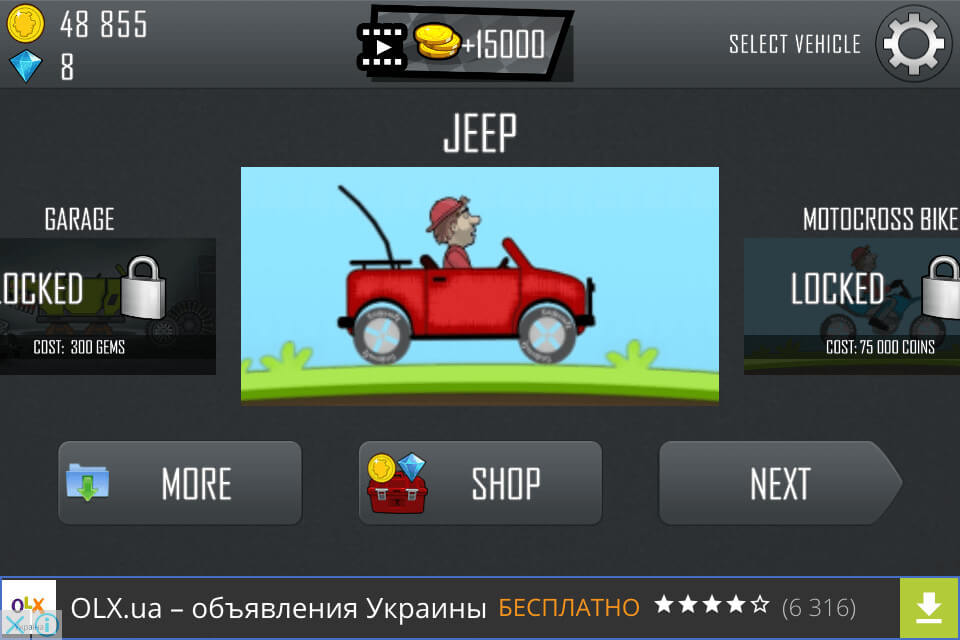 48 855
8
+15000
SELECT VEHICLE
JEEP
GARAGE
LOCKED
COST: 300 GEMS
MOTOCROSS BIKE
LOCKED
COST: 75 000 COINS
MORE
SHOP
NEXT
OLX
OLX.ua – объявления Украины БЕСПЛАТНО (6 316)